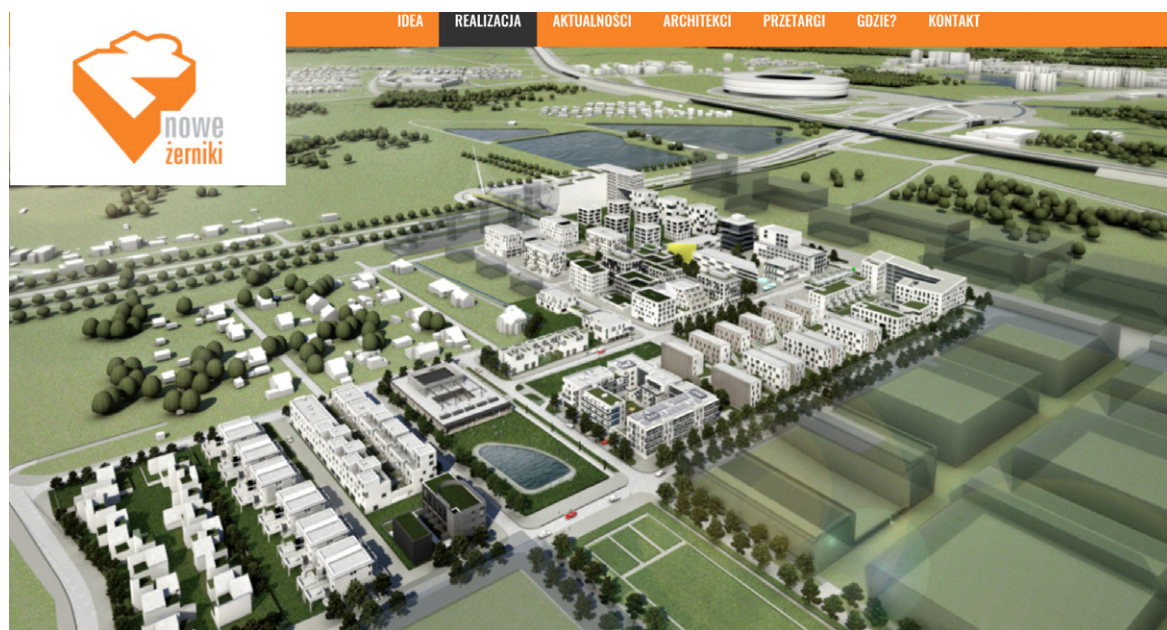 IDEA REALIZACJA AKTUALNOŚCI ARCHITEKCI PRZETARGI GDZIE? KONTAKT
nowe
żerniki